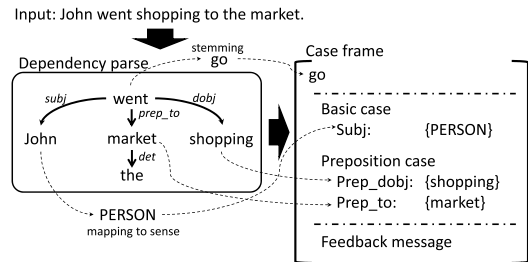 Input: John went shopping to the market.
stemming
Dependency parse
go
Case frame
go
subj
went
dobj
prep_to
John
market
shopping
det
the
PERSON
mapping to sense
Basic case
Subj: {PERSON}
Preposition case
Prep_dobj: {shopping}
Prep_to: {market}
Feedback message